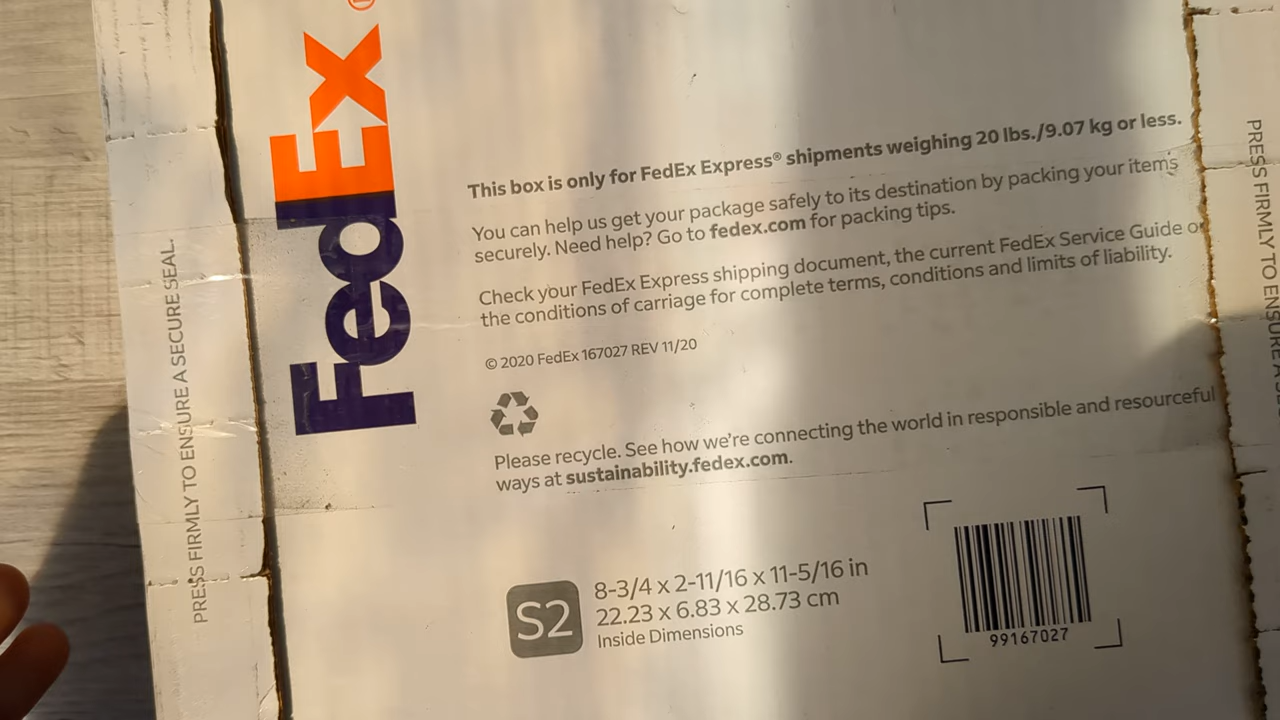 FedEx
PRESS FIRMLY TO ENSURE A SECURE SEAL.
This box is only for FedEx Express® shipments weighing 20 lbs./9.07 kg or less.
You can help us get your package safely to its destination by packing your items
securely. Need help? Go to fedex.com for packing tips.
Check your FedEx Express shipping document, the current FedEx Service Guide or
the conditions of carriage for complete terms, conditions and limits of liability.
© 2020 FedEx 167027 REV 11/20
Please recycle. See how we're connecting the world in responsible and resourceful
ways at sustainability.fedex.com.
S2
8-3/4 x 2-11/16 x 11-5/16 in
22.23 x 6.83 x 28.73 cm
Inside Dimensions
99167027
PRESS FIRMLY TO ENSURE A